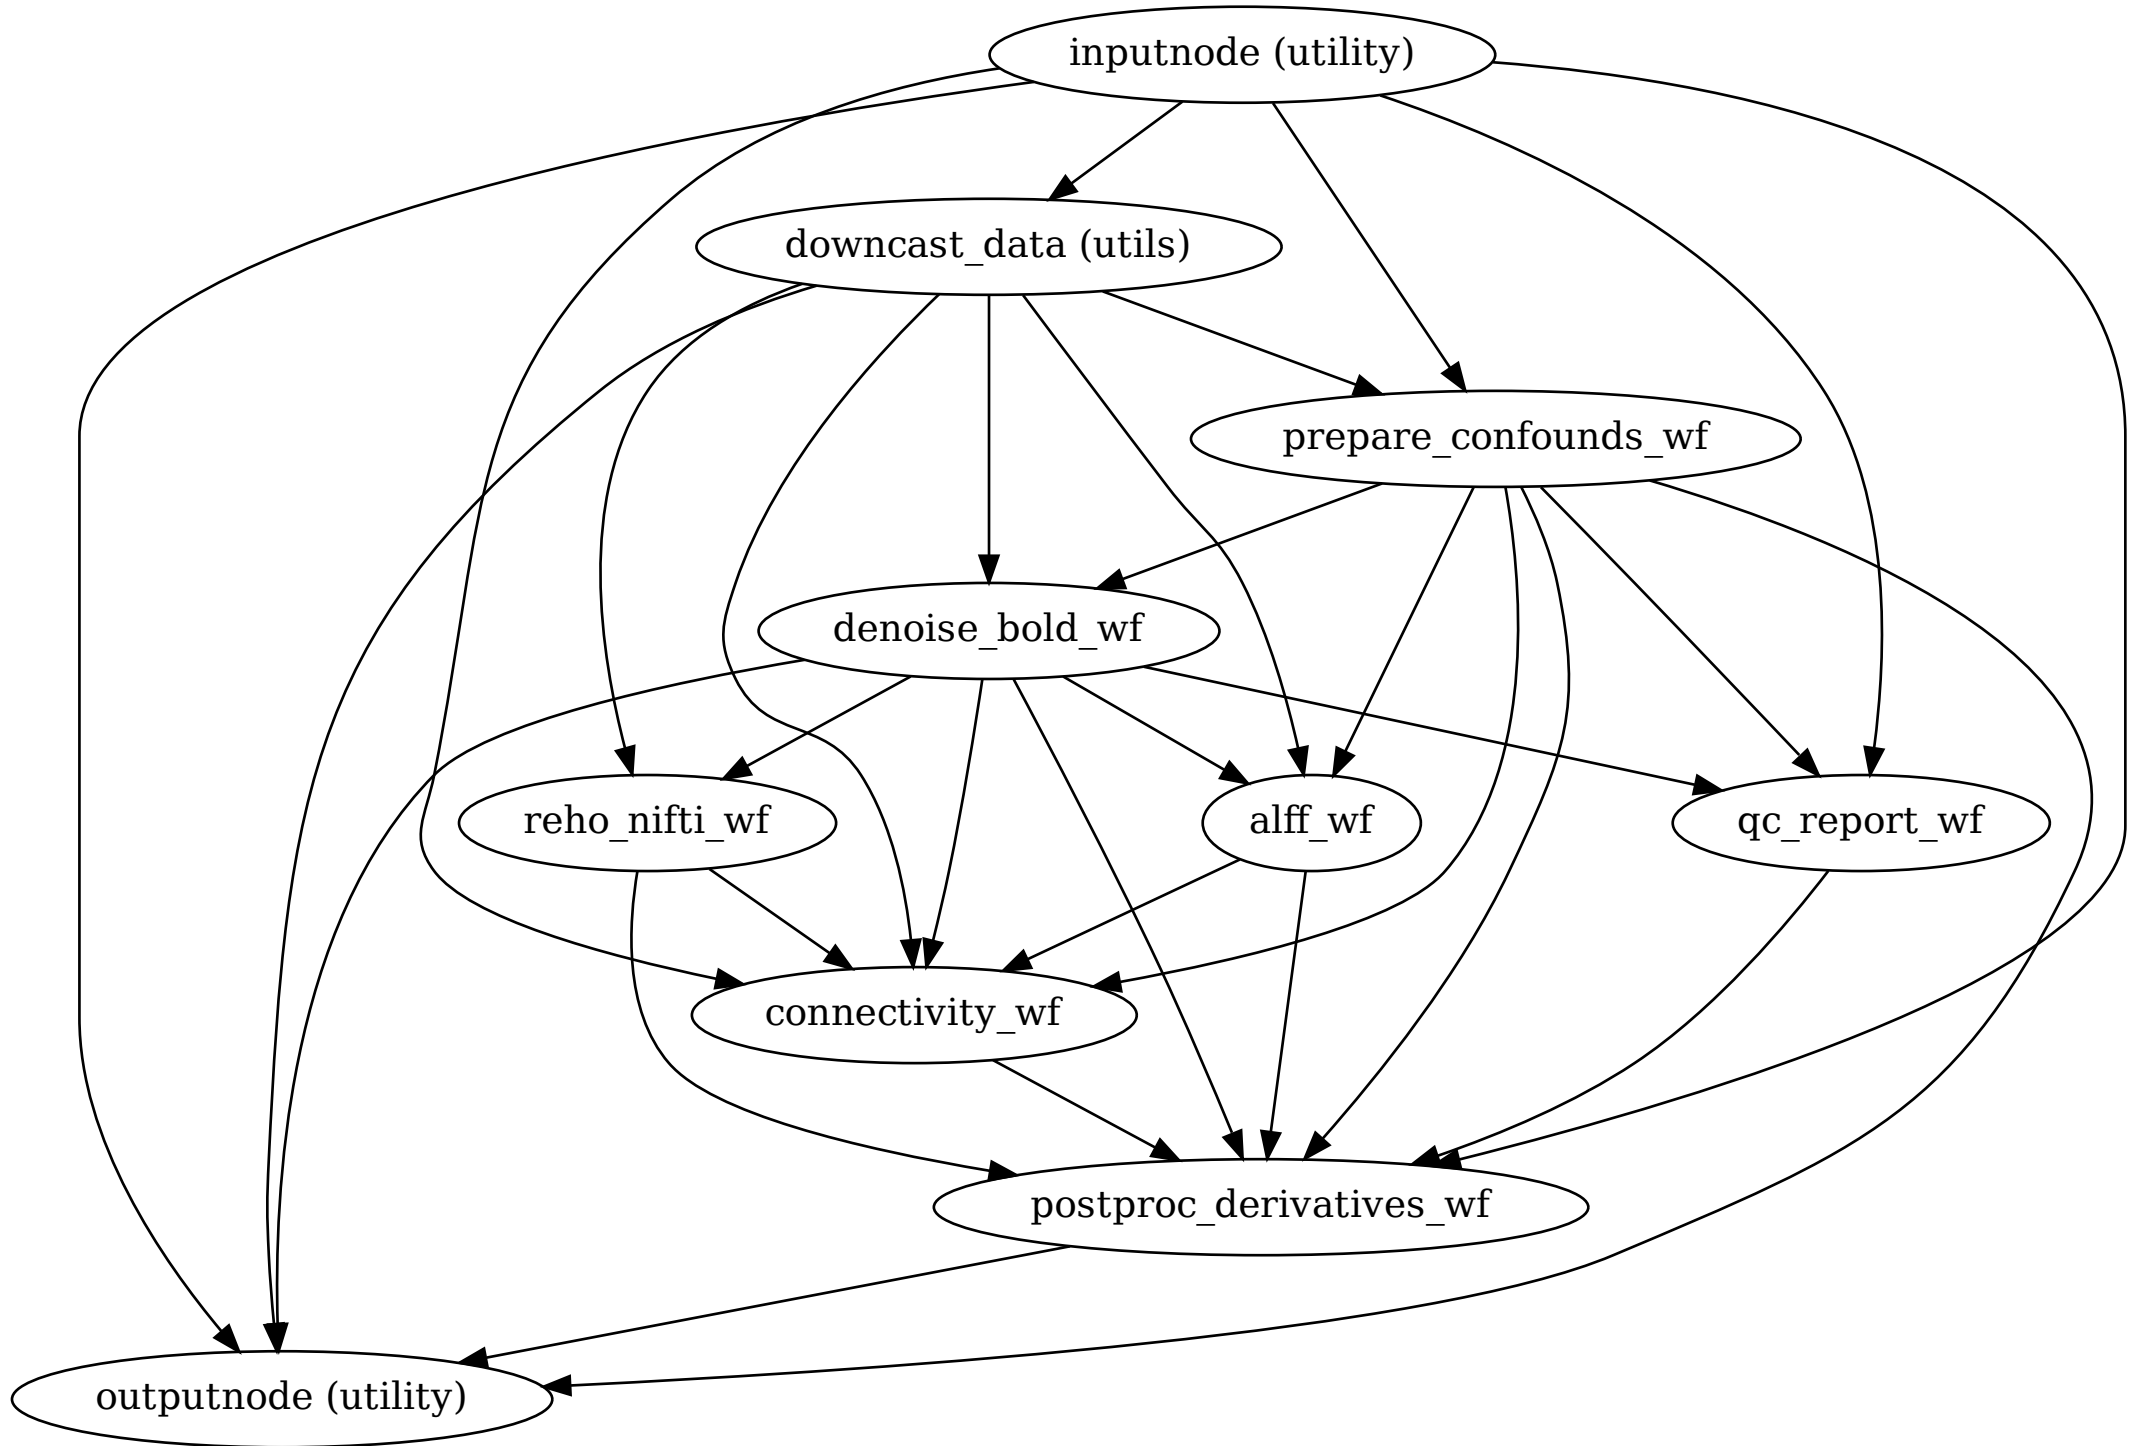 inputnode (utility)
downcast_data (utils)
prepare_confounds_wf
denoise_bold_wf
reho_nifti_wf
alff_wf
qc_report_wf
connectivity_wf
postproc_derivatives_wf
outputnode (utility)